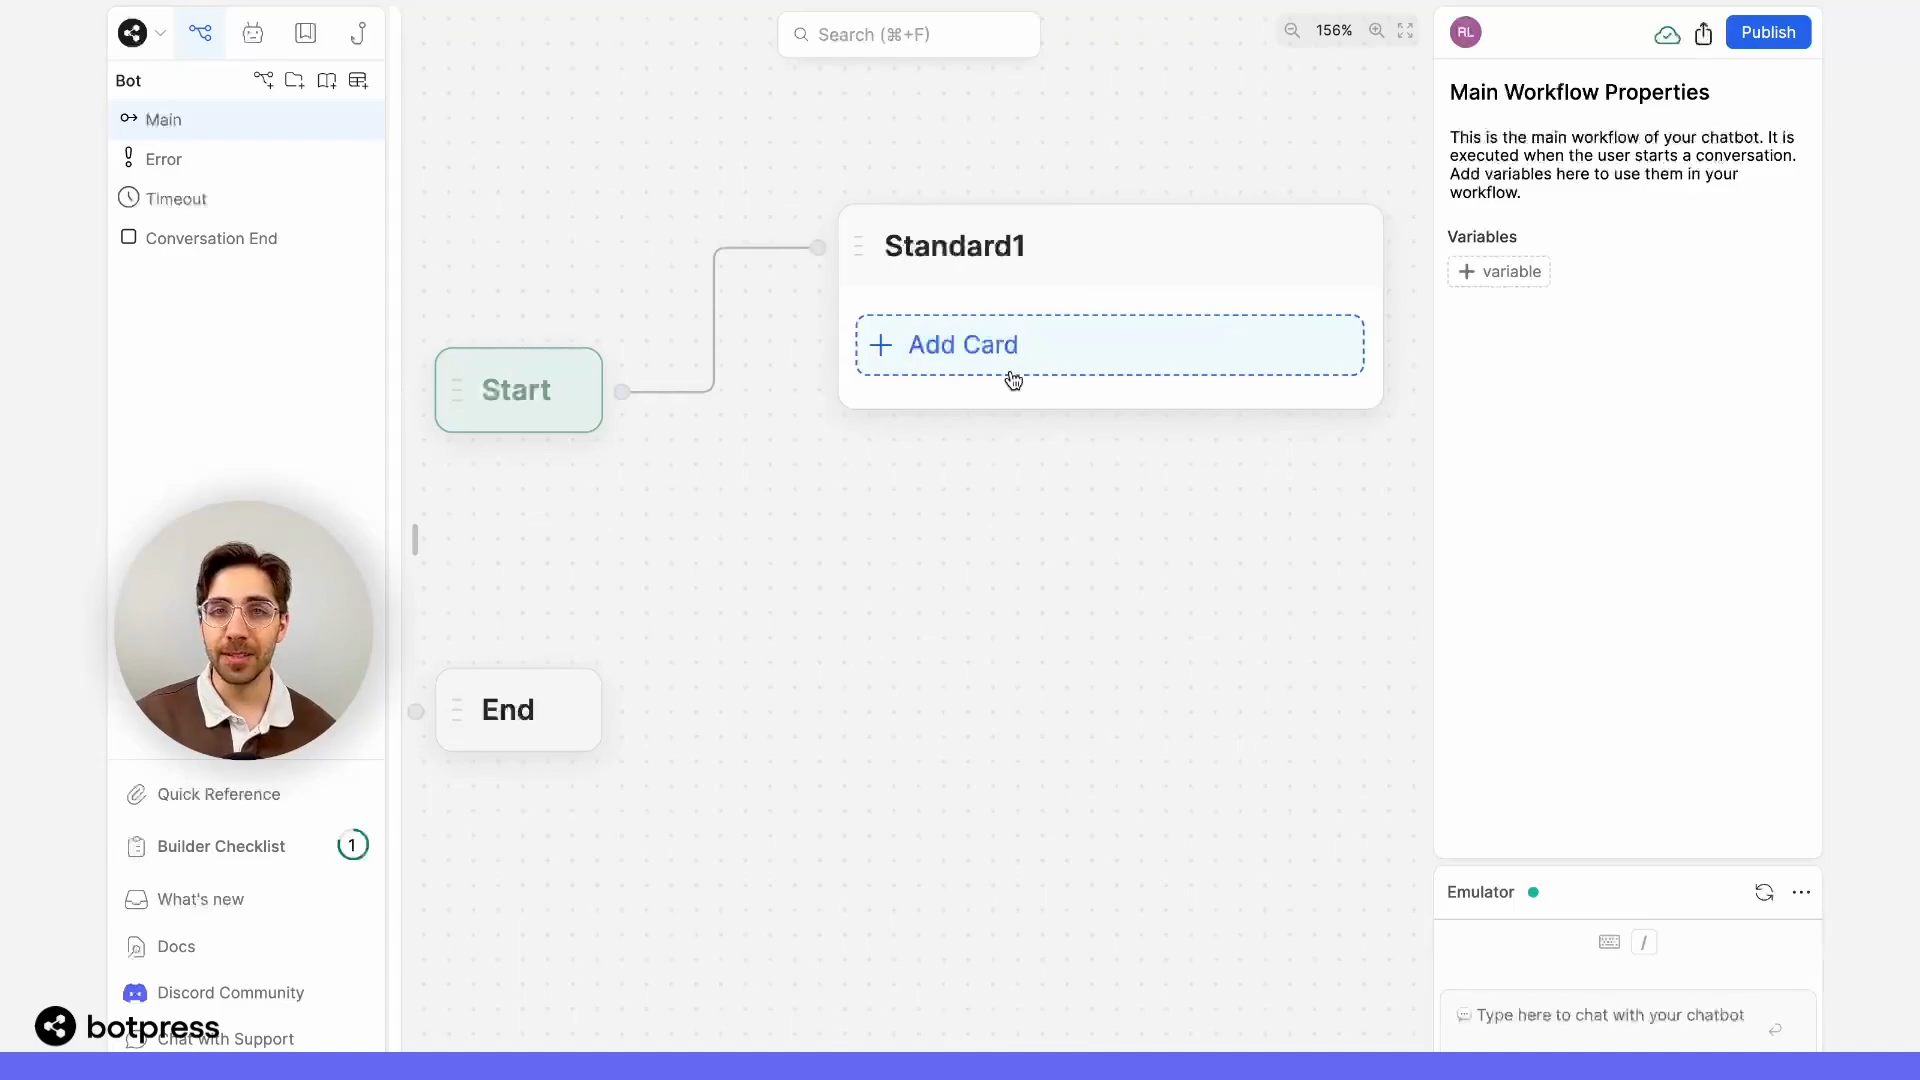 Search (⌘+F)
156%
RL
Publish
Bot
Main
Error
Timeout
Conversation End
Start
Standard1
+ Add Card
End
Main Workflow Properties
This is the main workflow of your chatbot. It is
executed when the user starts a conversation.
Add variables here to use them in your
workflow.
Variables
+ variable
Quick Reference
Builder Checklist 1
What's new
Docs
Discord Community
Chat with Support
botpress
Emulator
/
Type here to chat with your chatbot